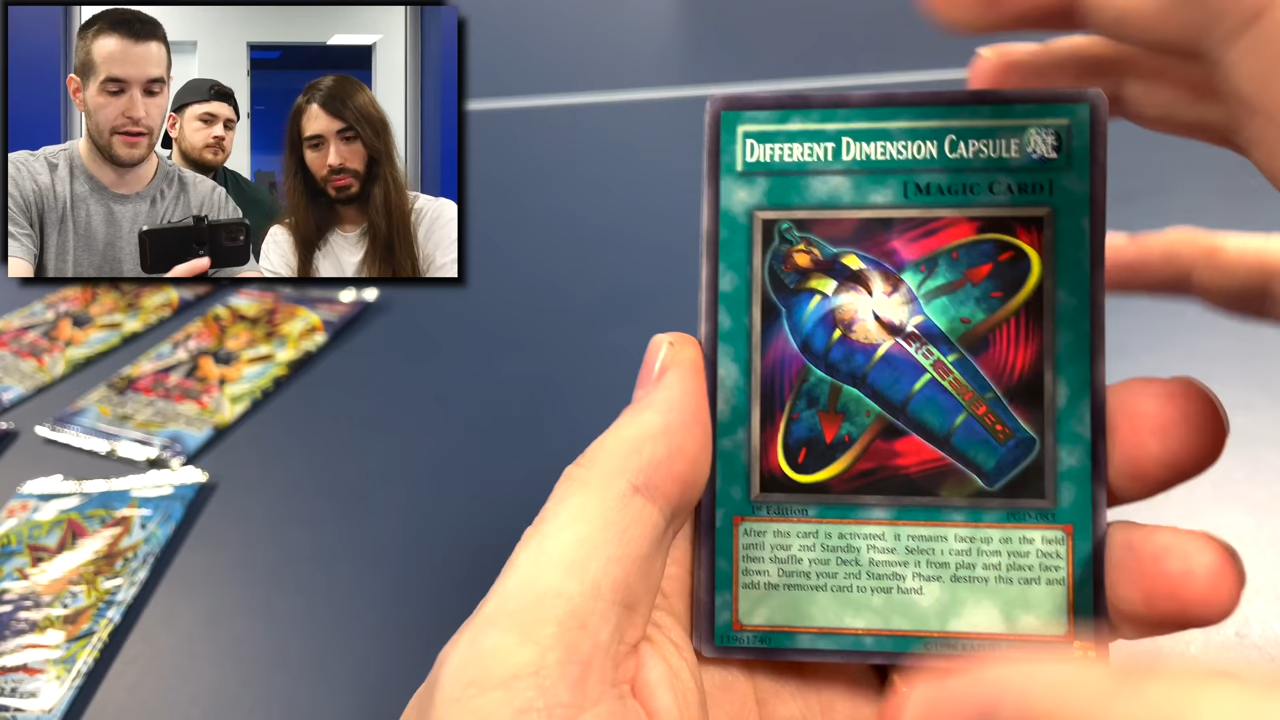 DIFFERENT DIMENSION CAPSULE
[MAGIC CARD]
1st Edition
PGD-083
After this card is activated, it remains face-up on the field
until your 2nd Standby Phase. Select 1 card from your Deck,
then shuffle your Deck. Remove it from play and place face-
down. During your 2nd Standby Phase, destroy this card and
add the removed card to your hand.
11961740